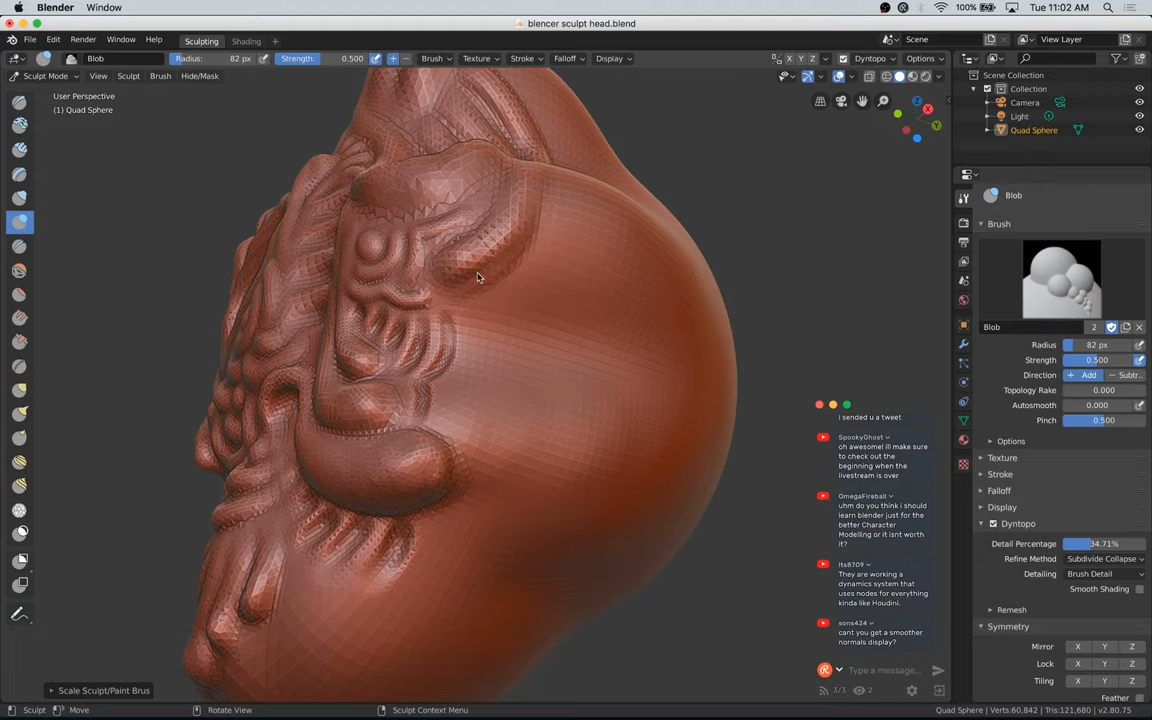 Blender Window 100% Tue 11:02 AM
blencer sculpt head.blend
File Edit Render Window Help Sculpting Shading + Scene View Layer
Blob Radius: 82 px Strength: 0.500 + − Brush Texture Stroke Falloff Display X Y Z Dyntopo Options
Sculpt Mode View Sculpt Brush Hide/Mask
User Perspective
(1) Quad Sphere
Z
X
Y
Scene Collection
Collection
Camera
Light
Quad Sphere
Blob
Brush
Blob 2
Radius 82 px
Strength 0.500
Direction + Add − Subtr..
Topology Rake 0.000
Autosmooth 0.000
Pinch 0.500
Options
Texture
Stroke
Falloff
Display
Dyntopo
Detail Percentage 34.71%
Refine Method Subdivide Collapse
Detailing Brush Detail
Smooth Shading
Remesh
Symmetry
Mirror X Y Z
Lock X Y Z
Tiling X Y Z
Feather
i sended u a tweet
SpookyGhost
oh awesome! ill make sure
to check out the
beginning when the
livestream is over
OmegaFireball
uhm do you think i should
learn blender just for the
better Character
Modelling or it isnt worth
it?
Its8709
They are working a
dynamics system that
uses nodes for everything
kinda like Houdini.
sons424
cant you get a smoother
normals display?
Type a message...
3/3 2
Scale Sculpt/Paint Brus
Sculpt Move Rotate View Sculpt Context Menu Quad Sphere | Verts:60,842 | Tris:121,680 | v2.80.75